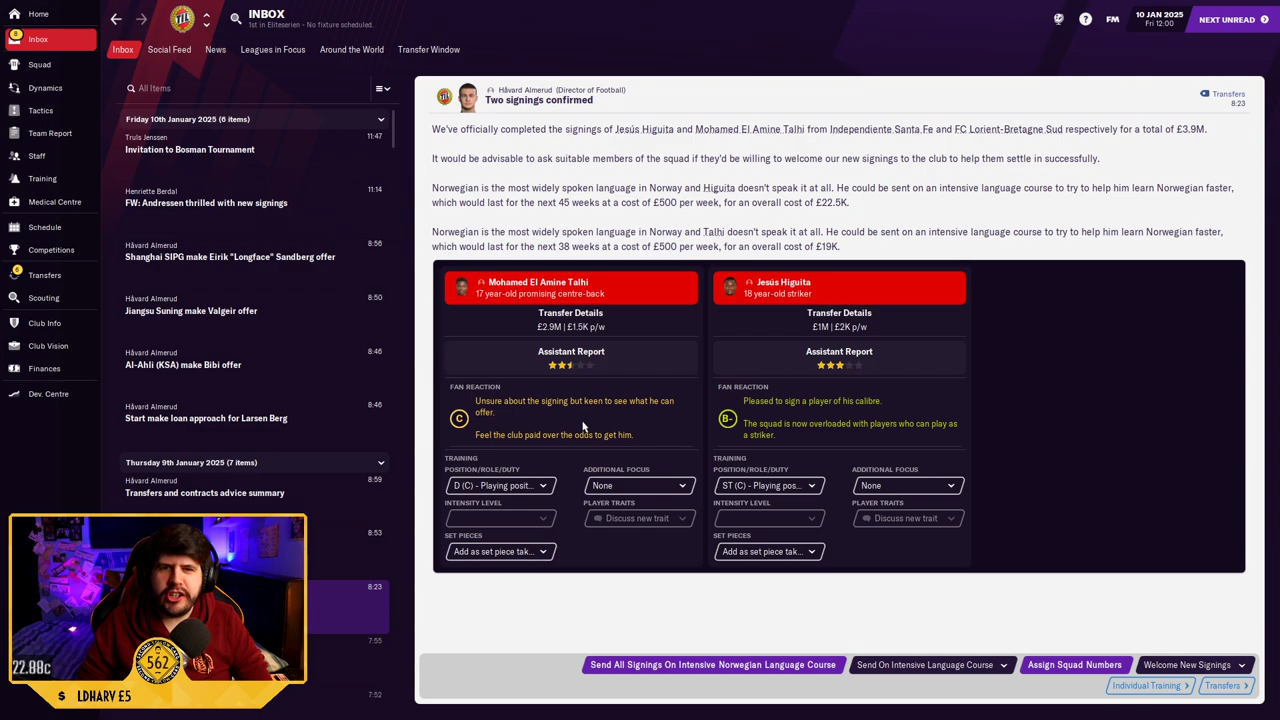 Home
8
Inbox
Squad
Dynamics
Tactics
Team Report
Staff
Training
Medical Centre
Schedule
Competitions
6
Transfers
Scouting
Club Info
Club Vision
Finances
Dev. Centre
TIL
INBOX
1st in Eliteserien - No fixture scheduled.
?
FM
10 JAN 2025
Fri 12:00
NEXT UNREAD
Inbox
Social Feed
News
Leagues in Focus
Around the World
Transfer Window
All Items
Friday 10th January 2025 (6 items)
Truls Jenssen 11:47
Invitation to Bosman Tournament
Henriette Berdal 11:14
FW: Andressen thrilled with new signings
Håvard Almerud 8:56
Shanghai SIPG make Eirik "Longface" Sandberg offer
Håvard Almerud 8:50
Jiangsu Suning make Valgeir offer
Håvard Almerud 8:46
Al-Ahli (KSA) make Bibi offer
Håvard Almerud 8:46
Start make loan approach for Larsen Berg
Thursday 9th January 2025 (7 items)
Håvard Almerud 8:59
Transfers and contracts advice summary
8:53
8:23
7:55
7:52
TIL
Håvard Almerud (Director of Football)
Two signings confirmed
Transfers
8:23
We've officially completed the signings of Jesús Higuita and Mohamed El Amine Talhi from Independiente Santa Fe and FC Lorient-Bretagne Sud respectively for a total of £3.9M.
It would be advisable to ask suitable members of the squad if they'd be willing to welcome our new signings to the club to help them settle in successfully.
Norwegian is the most widely spoken language in Norway and Higuita doesn't speak it at all. He could be sent on an intensive language course to try to help him learn Norwegian faster,
which would last for the next 45 weeks at a cost of £500 per week, for an overall cost of £22.5K.
Norwegian is the most widely spoken language in Norway and Talhi doesn't speak it at all. He could be sent on an intensive language course to try to help him learn Norwegian faster,
which would last for the next 38 weeks at a cost of £500 per week, for an overall cost of £19K.
Mohamed El Amine Talhi
17 year-old promising centre-back
Transfer Details
£2.9M | £1.5K p/w
Assistant Report
FAN REACTION
C
Unsure about the signing but keen to see what he can
offer.
Feel the club paid over the odds to get him.
TRAINING
POSITION/ROLE/DUTY
ADDITIONAL FOCUS
D (C) - Playing posit...
None
INTENSITY LEVEL
PLAYER TRAITS
Discuss new trait
SET PIECES
Add as set piece tak...
Jesús Higuita
18 year-old striker
Transfer Details
£1M | £2K p/w
Assistant Report
FAN REACTION
B-
Pleased to sign a player of his calibre.
The squad is now overloaded with players who can play as
a striker.
TRAINING
POSITION/ROLE/DUTY
ADDITIONAL FOCUS
ST (C) - Playing pos...
None
INTENSITY LEVEL
PLAYER TRAITS
Discuss new trait
SET PIECES
Add as set piece tak...
Send All Signings On Intensive Norwegian Language Course
Send On Intensive Language Course
Assign Squad Numbers
Welcome New Signings
Individual Training
Transfers
22.88c
562
$ LDHARY £5